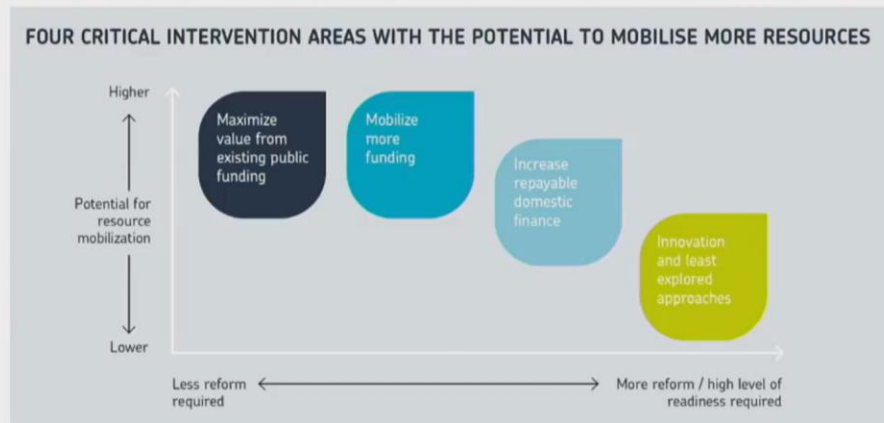 FOUR CRITICAL INTERVENTION AREAS WITH THE POTENTIAL TO MOBILISE MORE RESOURCES
Higher
Potential for
resource
mobilization
Lower
Maximize
value from
existing public
funding
Mobilize
more
funding
Increase
repayable
domestic
finance
Innovation
and least
explored
approaches
Less reform
required
More reform / high level of
readiness required